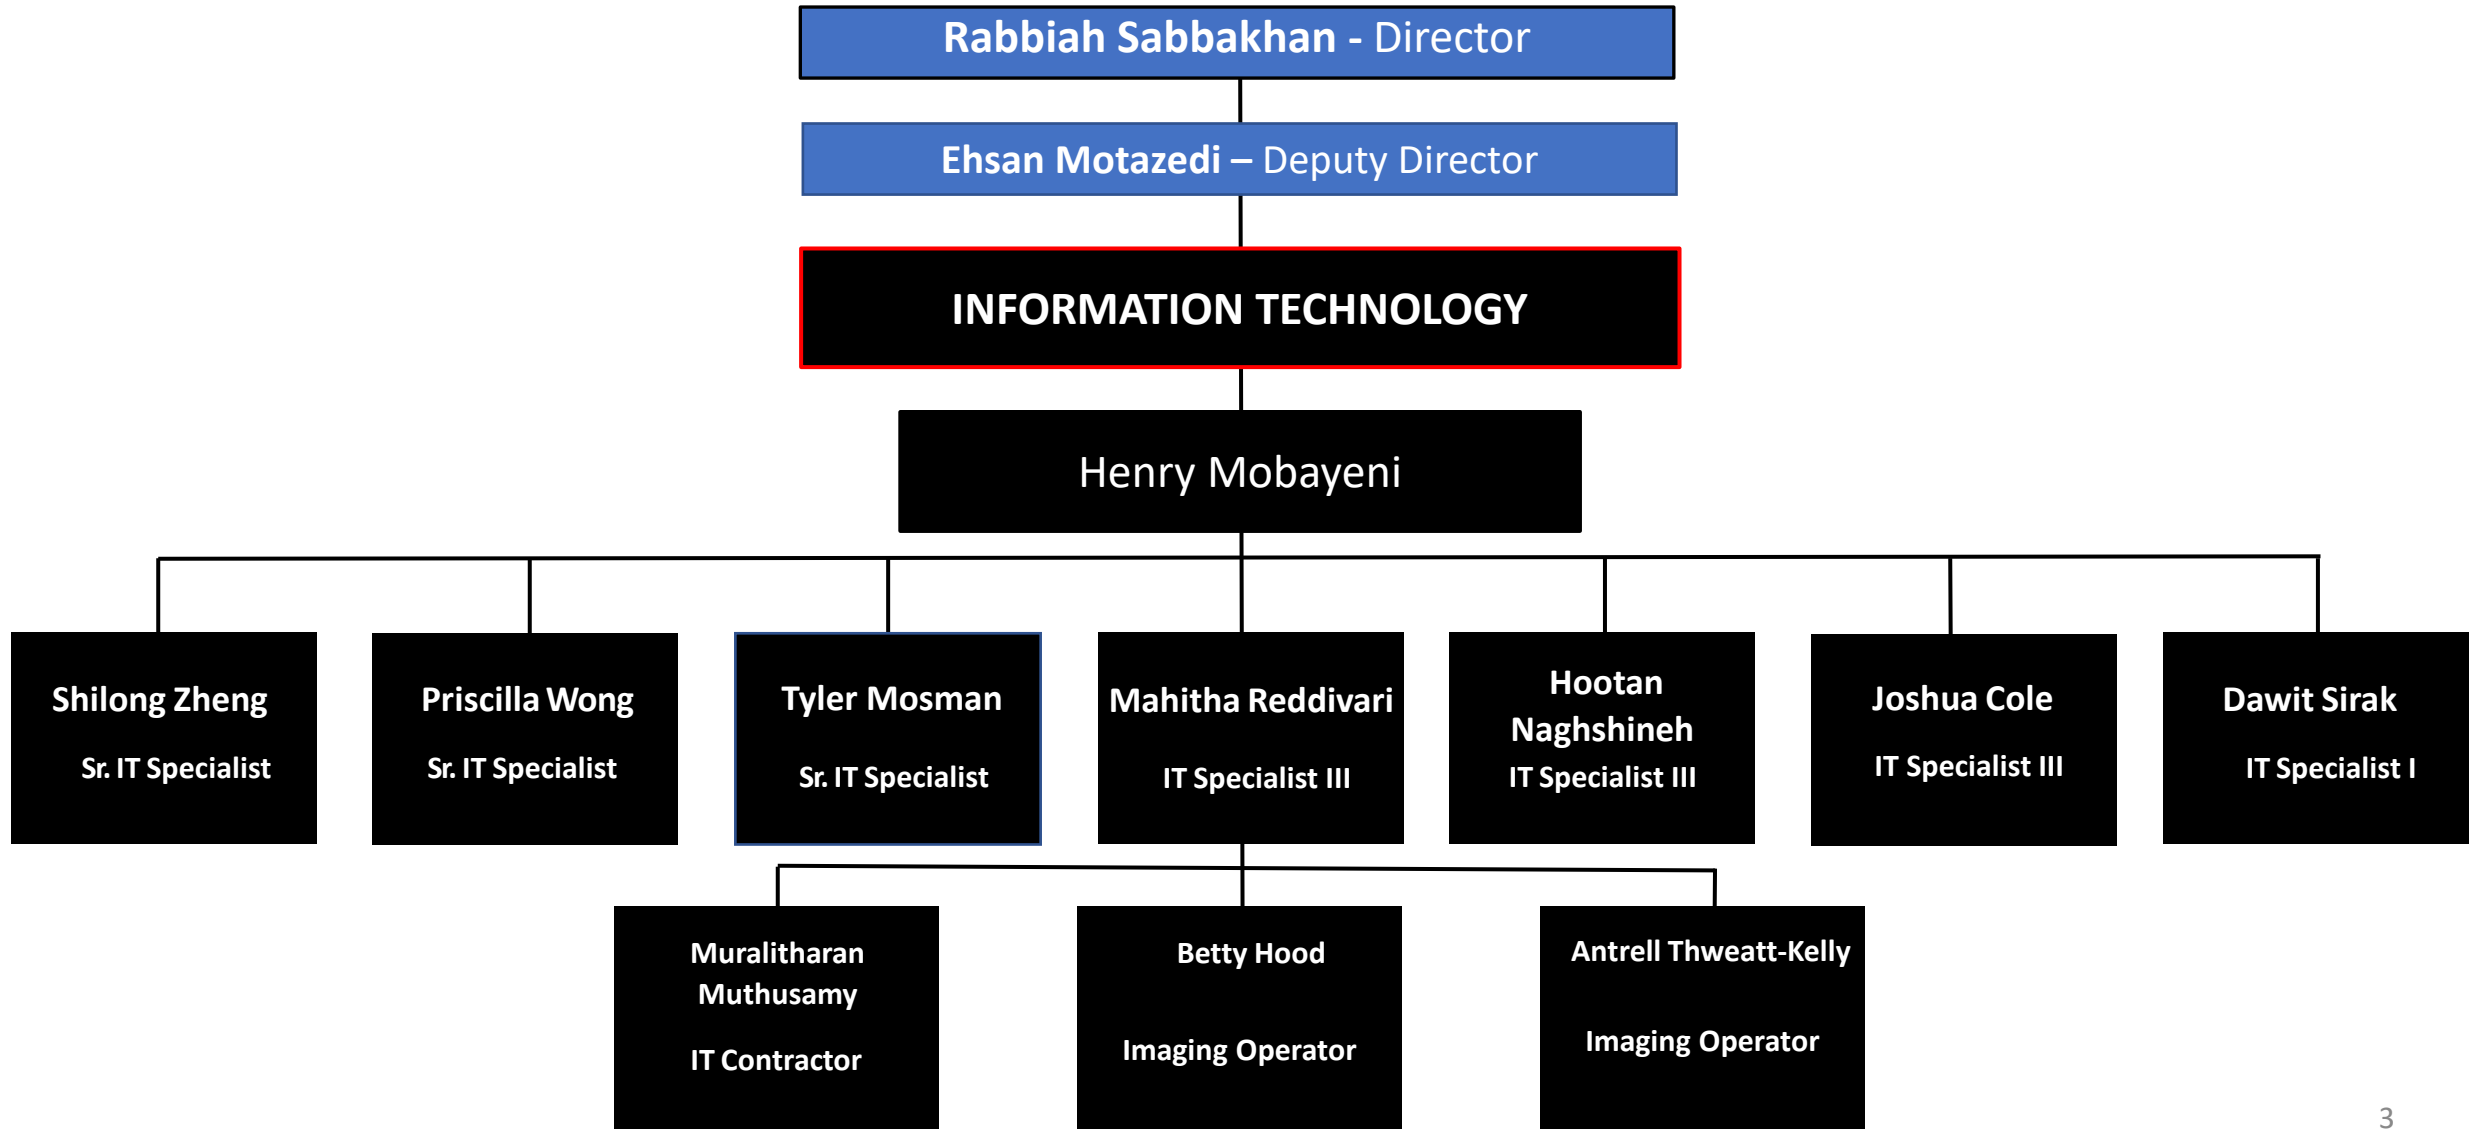 Rabbiah Sabbakhan - Director
Ehsan Motazedi – Deputy Director
INFORMATION TECHNOLOGY
Henry Mobayeni
Shilong Zheng
Sr. IT Specialist
Priscilla Wong
Sr. IT Specialist
Tyler Mosman
Sr. IT Specialist
Mahitha Reddivari
IT Specialist III
Hootan
Naghshineh
IT Specialist III
Joshua Cole
IT Specialist III
Dawit Sirak
IT Specialist I
Muralitharan
Muthusamy
IT Contractor
Betty Hood
Imaging Operator
Antrell Thweatt-Kelly
Imaging Operator
3